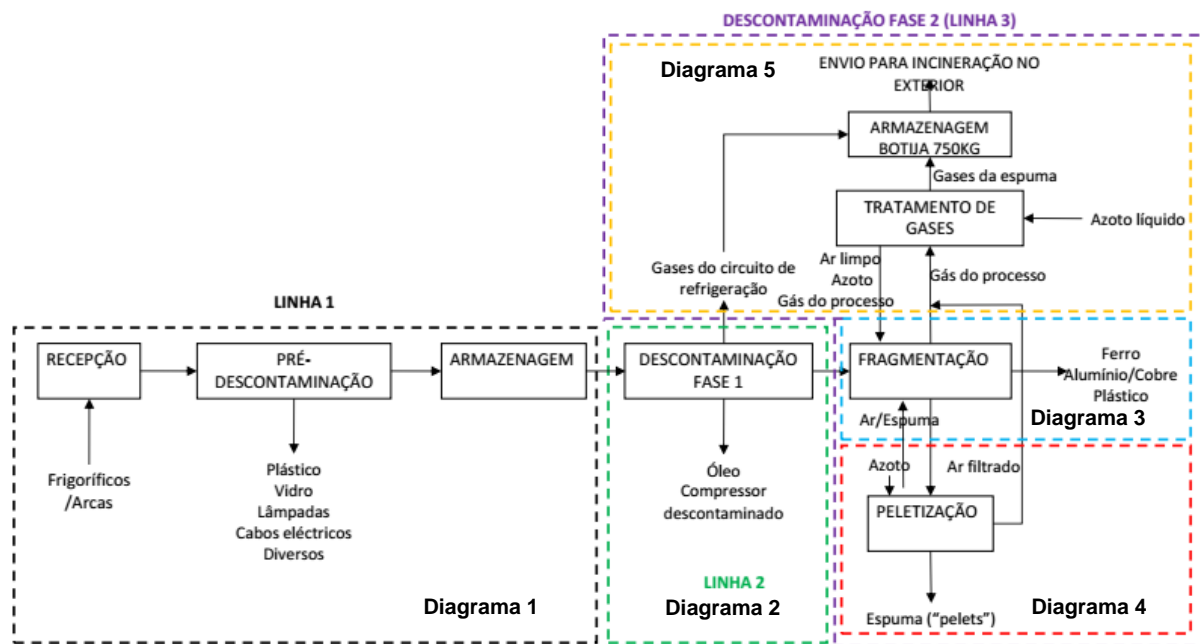 DESCONTAMINAÇÃO FASE 2 (LINHA 3)
Diagrama 5
ENVIO PARA INCINERAÇÃO NO
EXTERIOR
ARMAZENAGEM
BOTIJA 750KG
Gases da espuma
TRATAMENTO DE
GASES
Azoto líquido
Gases do circuito de
refrigeração
Ar limpo
Azoto
Gás do processo
Gás do processo
LINHA 1
RECEPÇÃO
PRÉ-
DESCONTAMINAÇÃO
ARMAZENAGEM
DESCONTAMINAÇÃO
FASE 1
FRAGMENTAÇÃO
Ferro
Alumínio/Cobre
Plástico
Diagrama 3
Frigoríficos
/Arcas
Plástico
Vidro
Lâmpadas
Cabos eléctricos
Diversos
Óleo
Compressor
descontaminado
Ar/Espuma
Azoto
Ar filtrado
PELETIZAÇÃO
LINHA 2
Diagrama 1
Diagrama 2
Diagrama 4
Espuma (“pelets”)